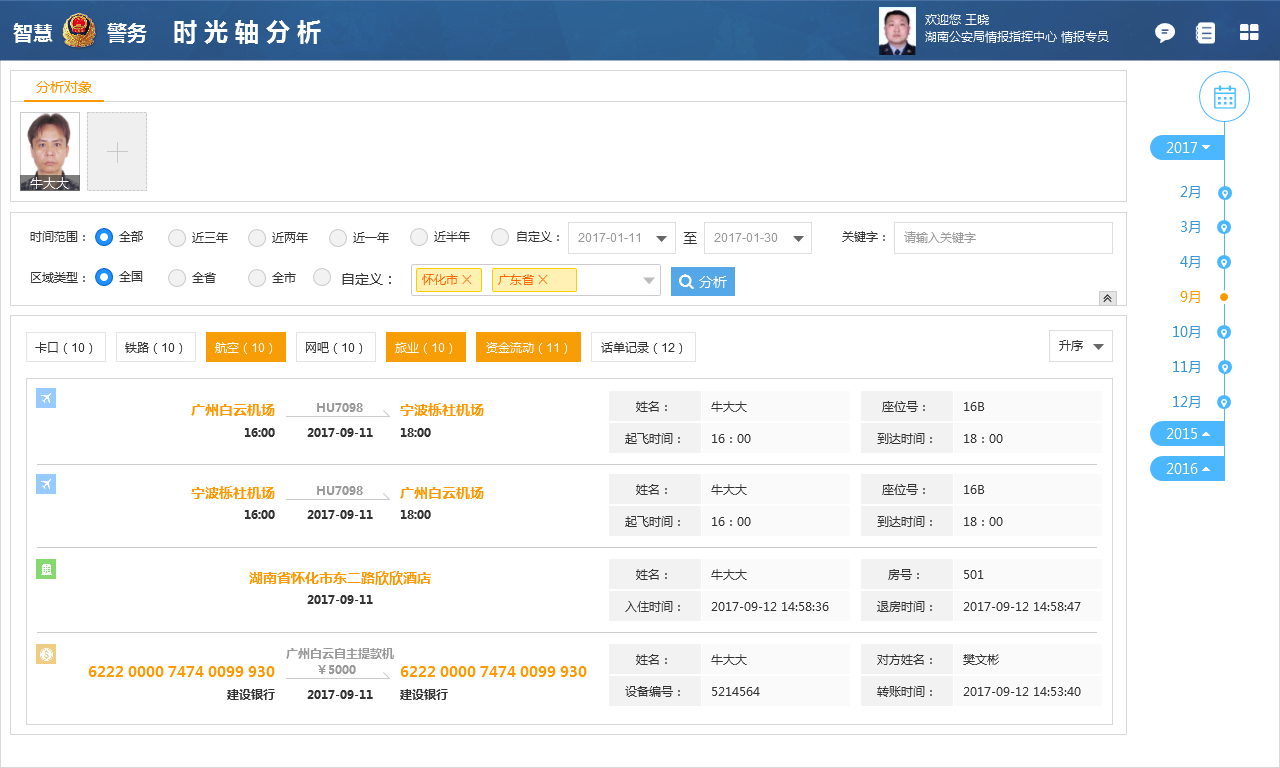 智慧 警务 时光轴分析
欢迎您 王晓
湖南公安局情报指挥中心 情报专员
分析对象
牛大大
时间范围： 全部 近三年 近两年 近一年 近半年 自定义： 2017-01-11 至 2017-01-30 关键字： 请输入关键字
区域类型： 全国 全省 全市 自定义： 怀化市 广东省 分析
卡口（10） 铁路（10） 航空（10） 网吧（10） 旅业（10） 资金流动（11） 话单记录（12） 升序
广州白云机场 HU7098 宁波栎社机场
16:00 2017-09-11 18:00
姓名： 牛大大 座位号： 16B
起飞时间： 16：00 到达时间： 18：00
宁波栎社机场 HU7098 广州白云机场
16:00 2017-09-11 18:00
姓名： 牛大大 座位号： 16B
起飞时间： 16：00 到达时间： 18：00
湖南省怀化市东二路欣欣酒店
2017-09-11
姓名： 牛大大 房号： 501
入住时间： 2017-09-12 14:58:36 退房时间： 2017-09-12 14:58:47
广州白云自主提款机
￥5000
6222 0000 7474 0099 930 6222 0000 7474 0099 930
建设银行 2017-09-11 建设银行
姓名： 牛大大 对方姓名： 樊文彬
设备编号： 5214564 转账时间： 2017-09-12 14:53:40
2017
2月
3月
4月
9月
10月
11月
12月
2015
2016